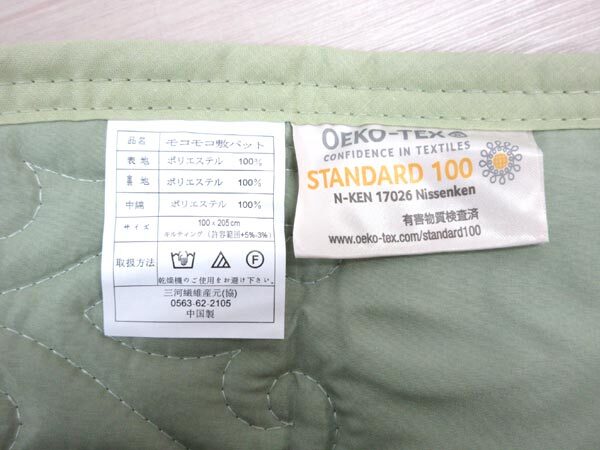 品名 モコモコ敷パット
表地 ポリエステル 100%
裏地 ポリエステル 100%
中綿 ポリエステル 100%
サイズ 100 x 205cm
キルティング (許容範囲+5%-3%)
取扱方法 F
乾燥機のご使用をお避け下さい。
三河繊維産元(協)
0563-62-2105
中国製
OEKO-TEX
CONFIDENCE IN TEXTILES
STANDARD 100
N-KEN 17026 Nissenken
有害物質検査済
www.oeko-tex.com/standard100